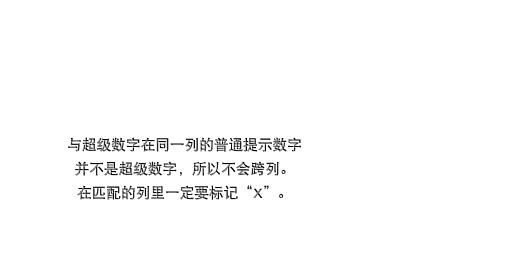 与超级数字在同一列的普通提示数字
并不是超级数字，所以不会跨列。
在匹配的列里一定要标记“X”。